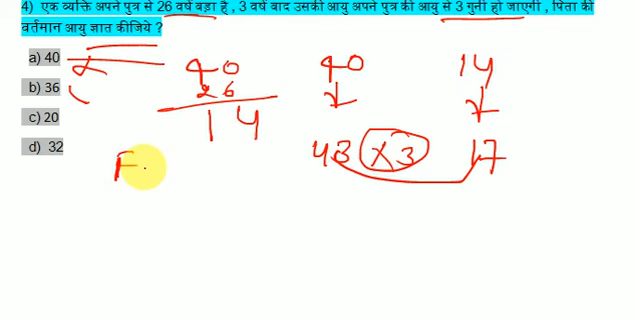 4) एक व्यक्ति अपने पुत्र से 26 वर्ष बड़ा है , 3 वर्ष बाद उसकी आयु अपने पुत्र की आयु से 3 गुनी हो जाएगी , पिता की
वर्तमान आयु ज्ञात कीजिये ?
a) 40
b) 36
c) 20
d) 32
40 40 14
26
14
43 × 3 17
F